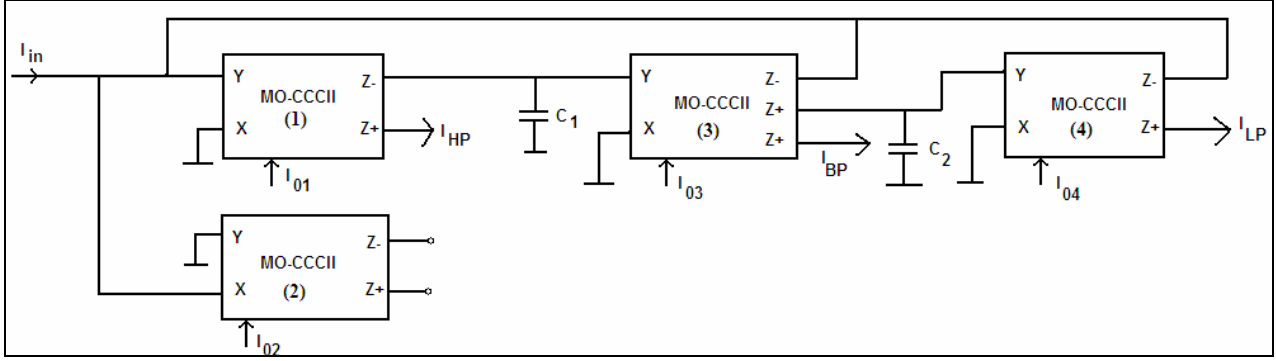 I_in
Y
Z-
MO-CCCII
(1)
X
Z+
I_HP
I_01
C_1
Y
Z-
MO-CCCII
Z+
(3)
X
Z+
I_BP
I_03
C_2
Y
Z-
MO-CCCII
(4)
X
Z+
I_LP
I_04
Y
Z-
MO-CCCII
(2)
X
Z+
I_02